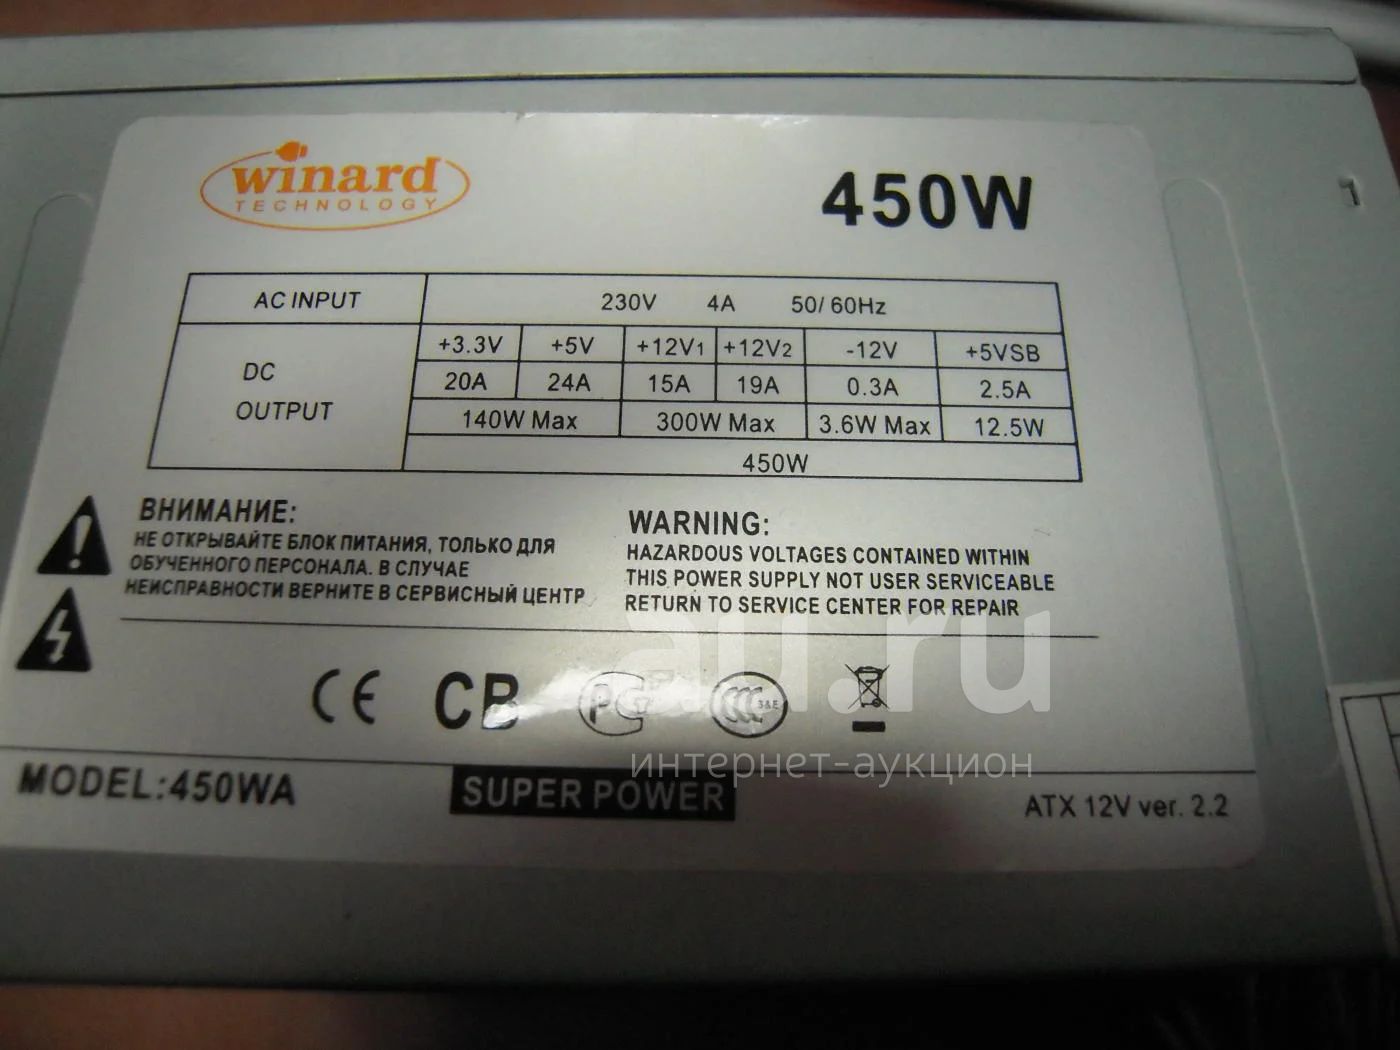 winard
TECHNOLOGY
450W
AC INPUT 230V 4A 50/60Hz
DC OUTPUT
+3.3V +5V +12V1 +12V2 -12V +5VSB
20A 24A 15A 19A 0.3A 2.5A
140W Max 300W Max 3.6W Max 12.5W
450W
ВНИМАНИЕ:
НЕ ОТКРЫВАЙТЕ БЛОК ПИТАНИЯ, ТОЛЬКО ДЛЯ
ОБУЧЕННОГО ПЕРСОНАЛА. В СЛУЧАЕ
НЕИСПРАВНОСТИ ВЕРНИТЕ В СЕРВИСНЫЙ ЦЕНТР
WARNING:
HAZARDOUS VOLTAGES CONTAINED WITHIN
THIS POWER SUPPLY NOT USER SERVICEABLE
RETURN TO SERVICE CENTER FOR REPAIR
au.ru
интернет-аукцион
CE CB PC CCC S&E
MODEL:450WA
SUPER POWER
ATX 12V ver. 2.2